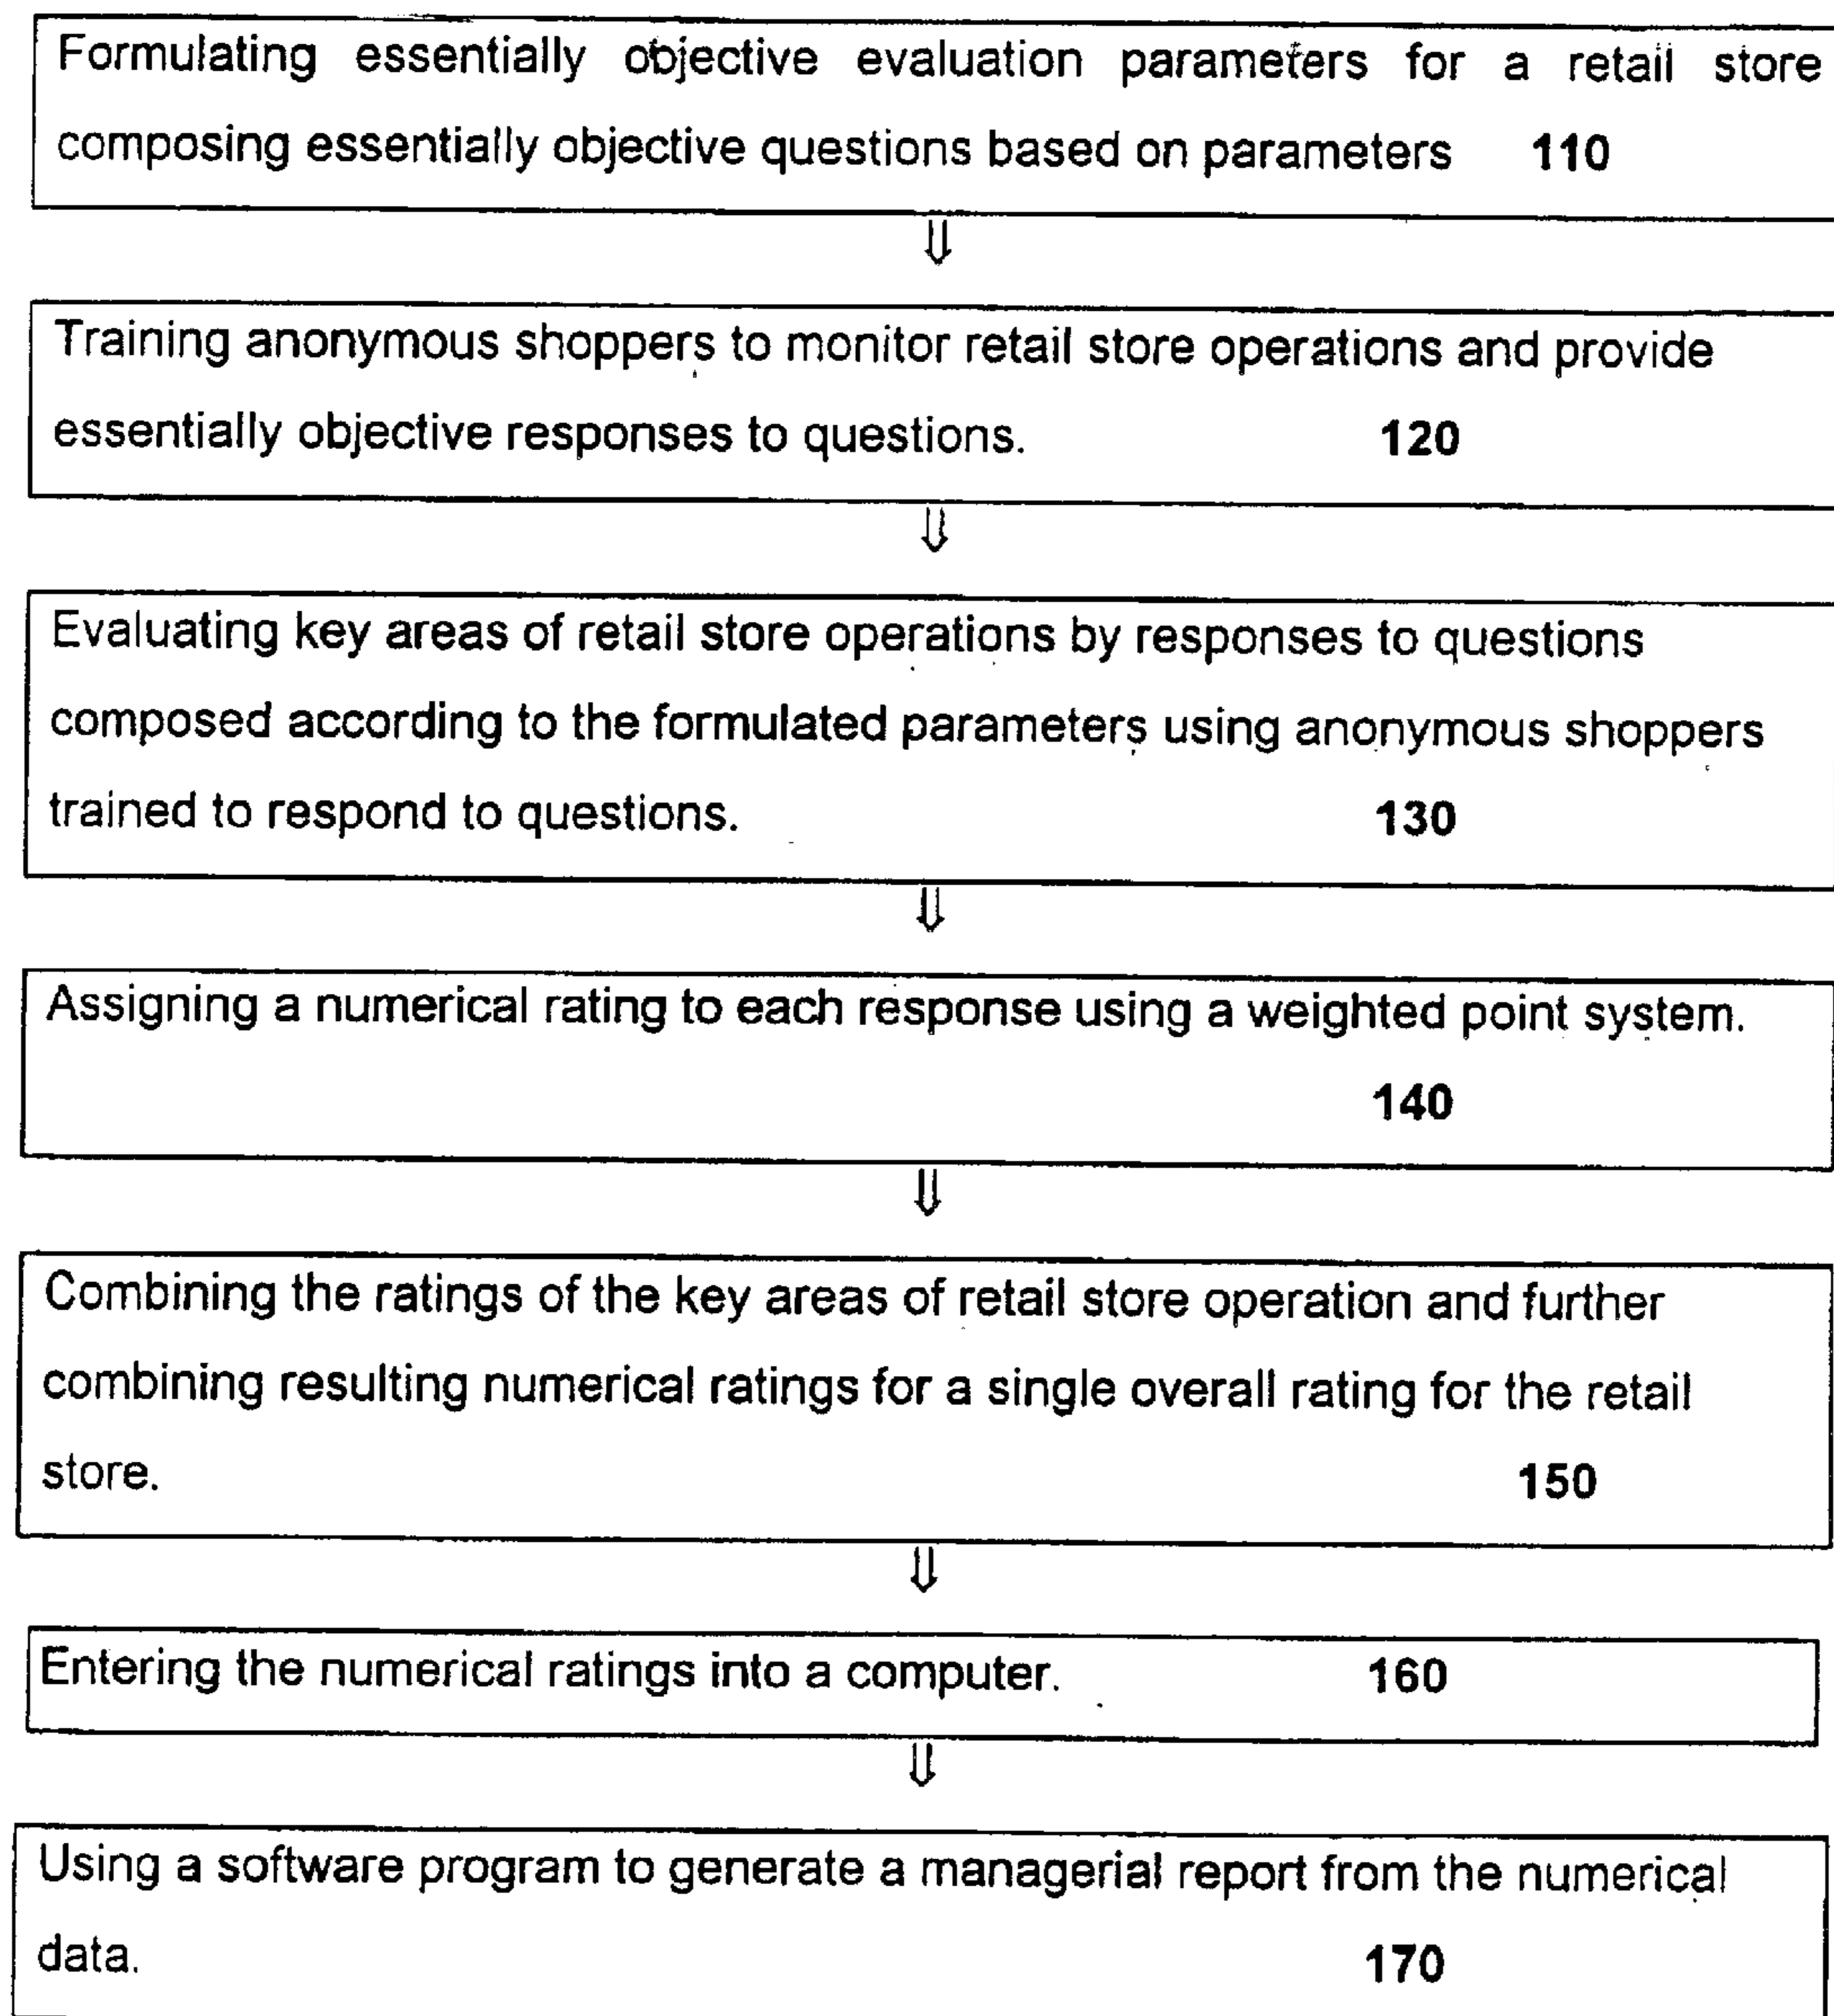 Formulating essentially objective evaluation parameters for a retail store
composing essentially objective questions based on parameters 110
⇓
Training anonymous shoppers to monitor retail store operations and provide
essentially objective responses to questions. 120
⇓
Evaluating key areas of retail store operations by responses to questions
composed according to the formulated parameters using anonymous shoppers
trained to respond to questions. 130
⇓
Assigning a numerical rating to each response using a weighted point system.
140
⇓
Combining the ratings of the key areas of retail store operation and further
combining resulting numerical ratings for a single overall rating for the retail
store. 150
⇓
Entering the numerical ratings into a computer. 160
⇓
Using a software program to generate a managerial report from the numerical
data. 170